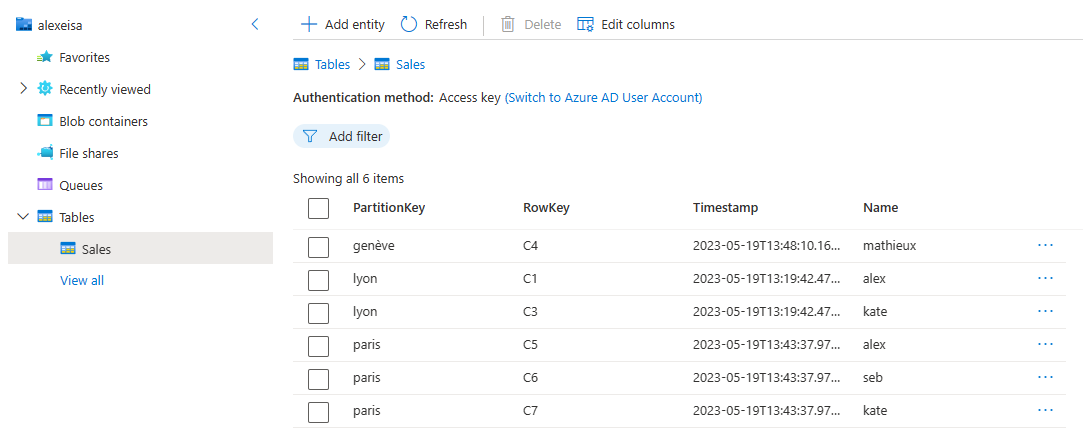 alexeisa
Favorites
Recently viewed
Blob containers
File shares
Queues
Tables
Sales
View all
Add entity Refresh Delete Edit columns
Tables > Sales
Authentication method: Access key (Switch to Azure AD User Account)
Add filter
Showing all 6 items
PartitionKey RowKey Timestamp Name
genève C4 2023-05-19T13:48:10.16... mathieux ...
lyon C1 2023-05-19T13:19:42.47... alex ...
lyon C3 2023-05-19T13:19:42.47... kate ...
paris C5 2023-05-19T13:43:37.97... alex ...
paris C6 2023-05-19T13:43:37.97... seb ...
paris C7 2023-05-19T13:43:37.97... kate ...